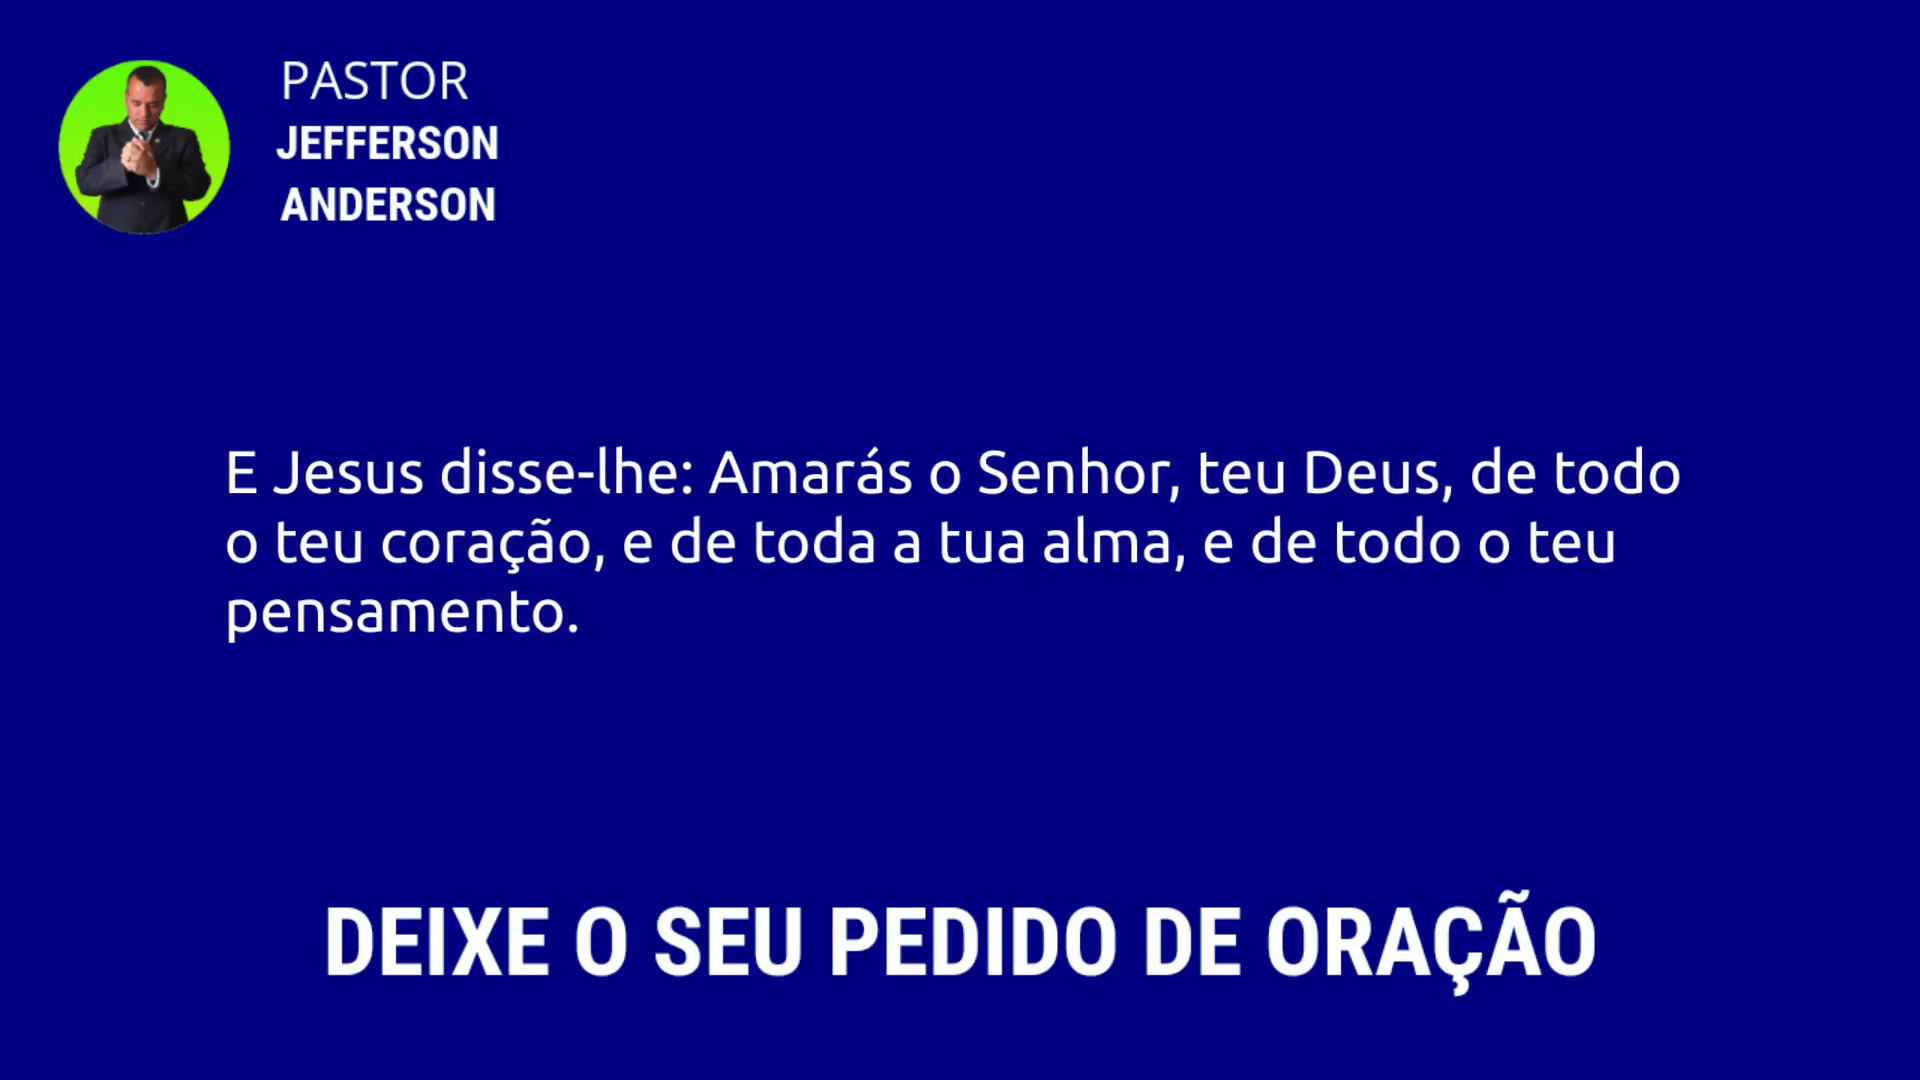 PASTOR
JEFFERSON
ANDERSON
E Jesus disse-lhe: Amarás o Senhor, teu Deus, de todo
o teu coração, e de toda a tua alma, e de todo o teu
pensamento.
DEIXE O SEU PEDIDO DE ORAÇÃO